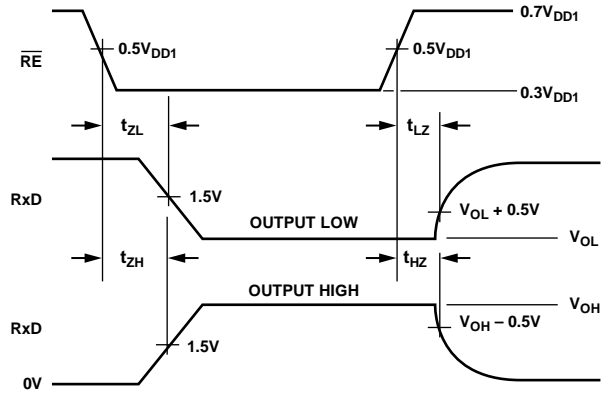 0.7VDD1
RE
0.5VDD1
0.5VDD1
0.3VDD1
tZL
tLZ
RxD
1.5V
VOL + 0.5V
OUTPUT LOW
VOL
tZH
tHZ
OUTPUT HIGH
VOH
RxD
VOH – 0.5V
1.5V
0V